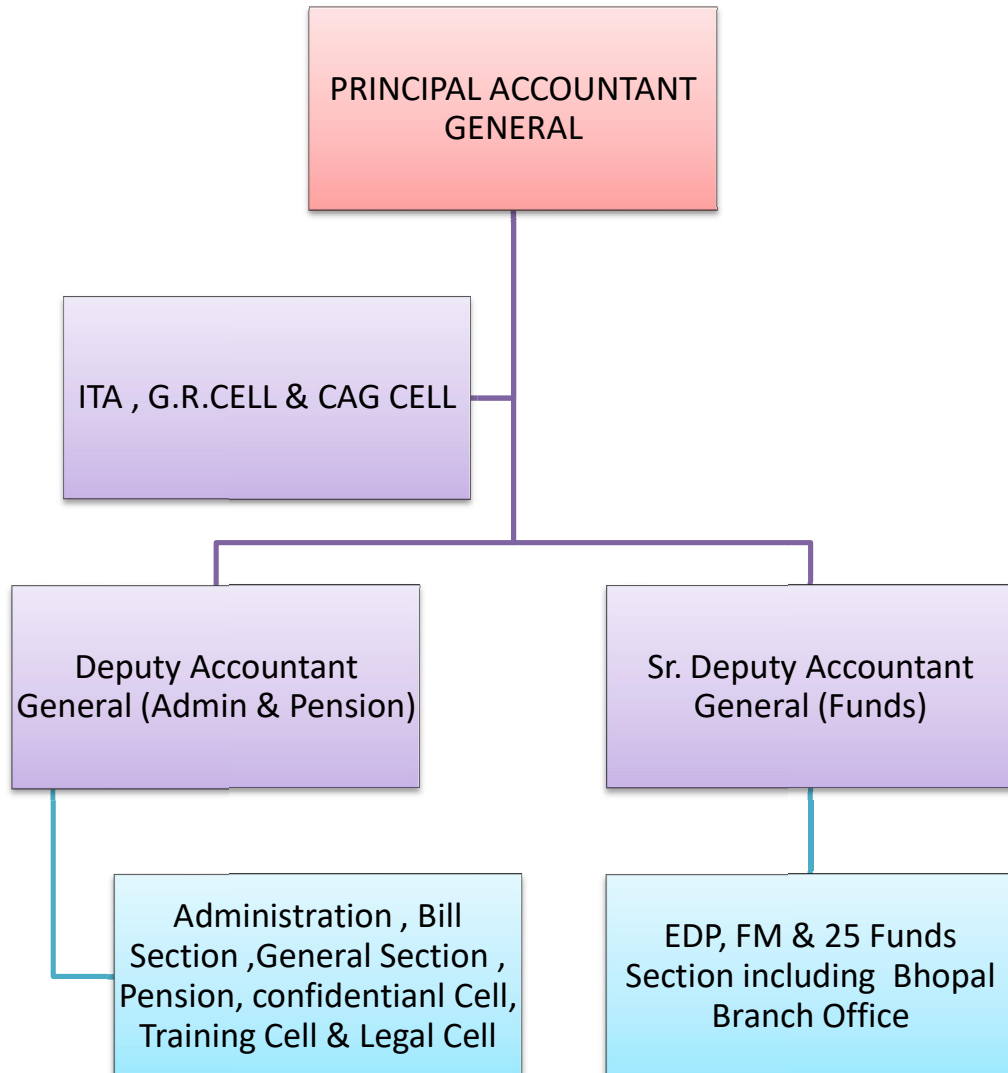 PRINCIPAL ACCOUNTANT
GENERAL
ITA , G.R.CELL & CAG CELL
Deputy Accountant
General (Admin & Pension)
Sr. Deputy Accountant
General (Funds)
Administration , Bill
Section ,General Section ,
Pension, confidentianl Cell,
Training Cell & Legal Cell
EDP, FM & 25 Funds
Section including Bhopal
Branch Office